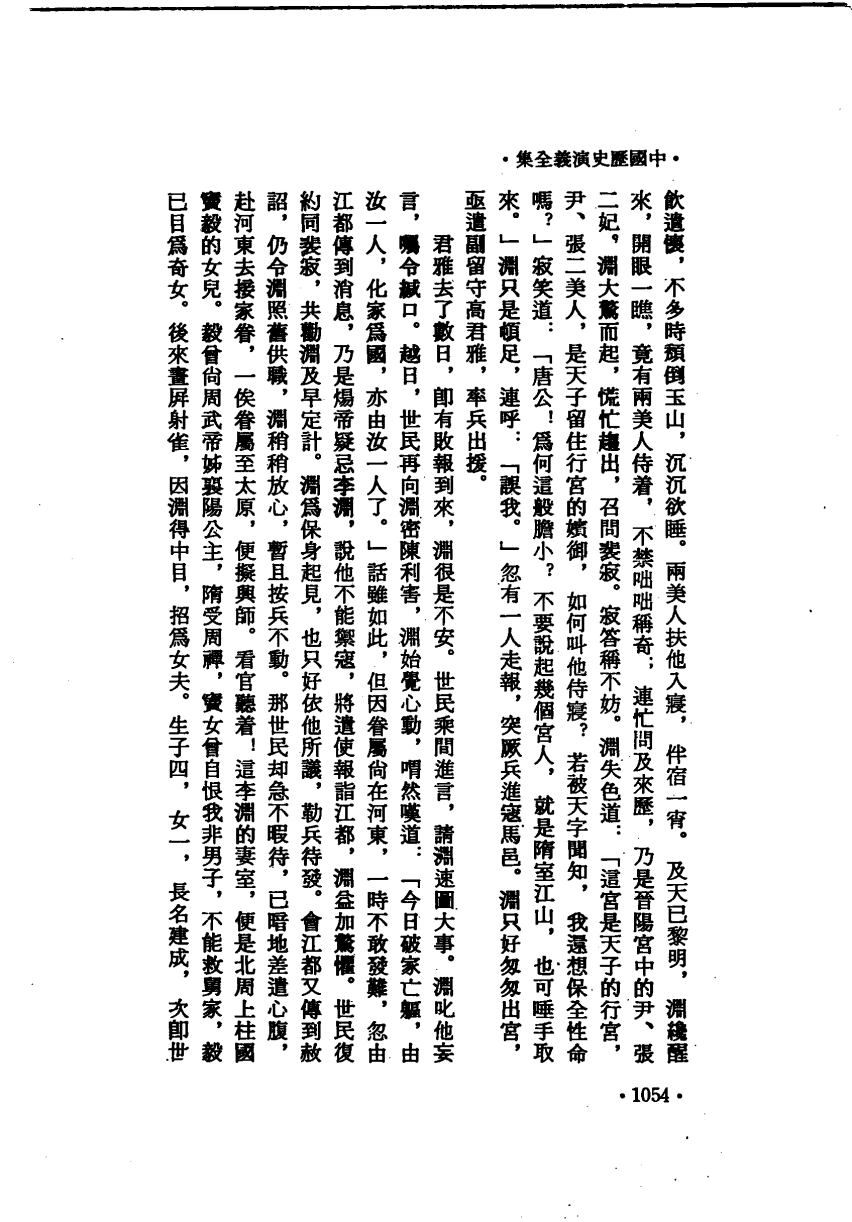 ·中國歷史演義全集·
飲遣懷，不多時頹倒玉山，沉沉欲睡。兩美人扶他入寢，伴宿一宵。及天已黎明，淵纔醒
來，開眼一瞧，竟有兩美人侍着，不禁咄咄稱奇；連忙問及來歷，乃是晉陽宮中的尹、張
二妃，淵大驚而起，慌忙趨出，召問裴寂。寂答稱不妨。淵失色道：「這宮是天子的行宮，
尹、張二美人，是天子留住行宮的嬪御，如何叫他侍寢？若被天字聞知，我還想保全性命
嗎？」寂笑道：「唐公！爲何這般膽小？不要說起幾個宮人，就是隋室江山，也可唾手取
來。」淵只是頓足，連呼：「誤我。」忽有一人走報，突厥兵進寇馬邑。淵只好匆匆出宮，
亟遣副留守高君雅，率兵出援。
君雅去了數日，卽有敗報到來，淵很是不安。世民乘間進言，請淵速圖大事。淵叱他妄
言，囑令緘口。越日，世民再向淵密陳利害，淵始覺心動，喟然嘆道：「今日破家亡軀，由
汝一人，化家爲國，亦由汝一人了。」話雖如此，但因眷屬尙在河東，一時不敢發難，忽由
江都傳到消息，乃是煬帝疑忌李淵，說他不能禦寇，將遣使報詣江都，淵益加驚懼。世民復
約同裴寂，共勸淵及早定計。淵爲保身起見，也只好依他所議，勒兵待發。會江都又傳到赦
詔，仍令淵照舊供職，淵稍稍放心，暫且按兵不動。那世民却急不暇待，已暗地差遣心腹，
赴河東去接家眷，一俟眷屬至太原，便擬興師。看官聽着！這李淵的妻室，便是北周上柱國
竇毅的女兒。毅曾尙周武帝姊襄陽公主，隋受周禪，竇女曾自恨我非男子，不能救舅家，毅
已目爲奇女。後來畫屛射雀，因淵得中目，招爲女夫。生子四，女一，長名建成，次卽世
·1054·